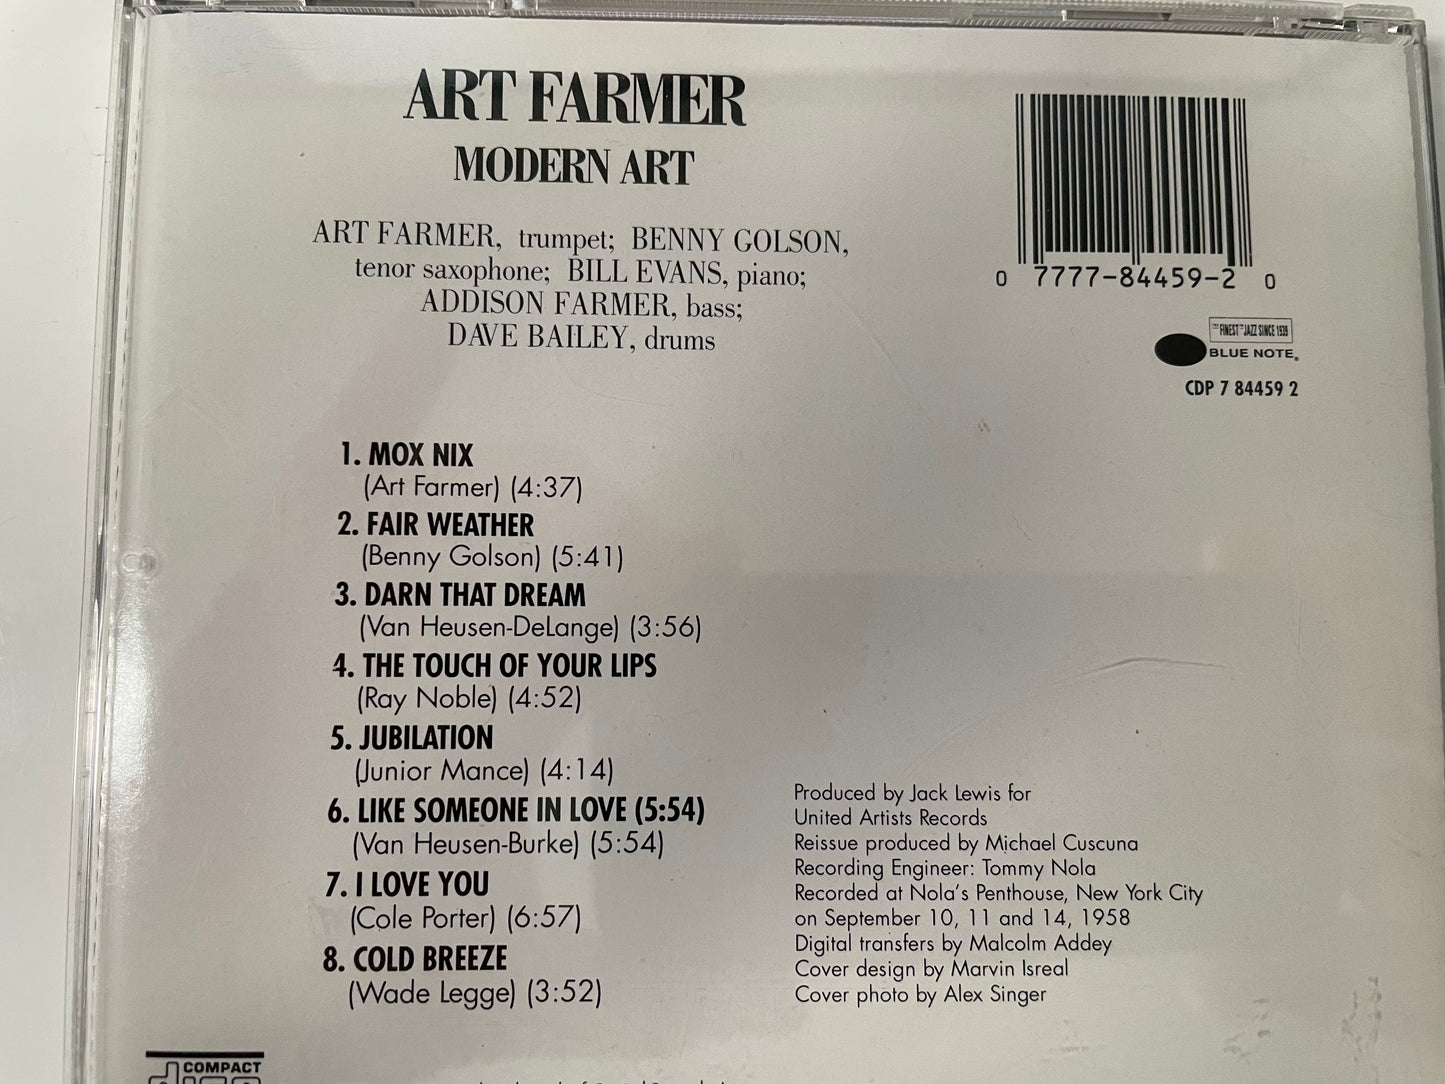 ART FARMER
MODERN ART
ART FARMER, trumpet; BENNY GOLSON,
tenor saxophone; BILL EVANS, piano;
ADDISON FARMER, bass;
DAVE BAILEY, drums
0 7777-84459-2 0
THE FINEST IN JAZZ SINCE 1939
BLUE NOTE®
CDP 7 84459 2
1. MOX NIX
(Art Farmer) (4:37)
2. FAIR WEATHER
(Benny Golson) (5:41)
3. DARN THAT DREAM
(Van Heusen-DeLange) (3:56)
4. THE TOUCH OF YOUR LIPS
(Ray Noble) (4:52)
5. JUBILATION
(Junior Mance) (4:14)
6. LIKE SOMEONE IN LOVE (5:54)
(Van Heusen-Burke) (5:54)
7. I LOVE YOU
(Cole Porter) (6:57)
8. COLD BREEZE
(Wade Legge) (3:52)
Produced by Jack Lewis for
United Artists Records
Reissue produced by Michael Cuscuna
Recording Engineer: Tommy Nola
Recorded at Nola's Penthouse, New York City
on September 10, 11 and 14, 1958
Digital transfers by Malcolm Addey
Cover design by Marvin Isreal
Cover photo by Alex Singer
COMPACT
disc